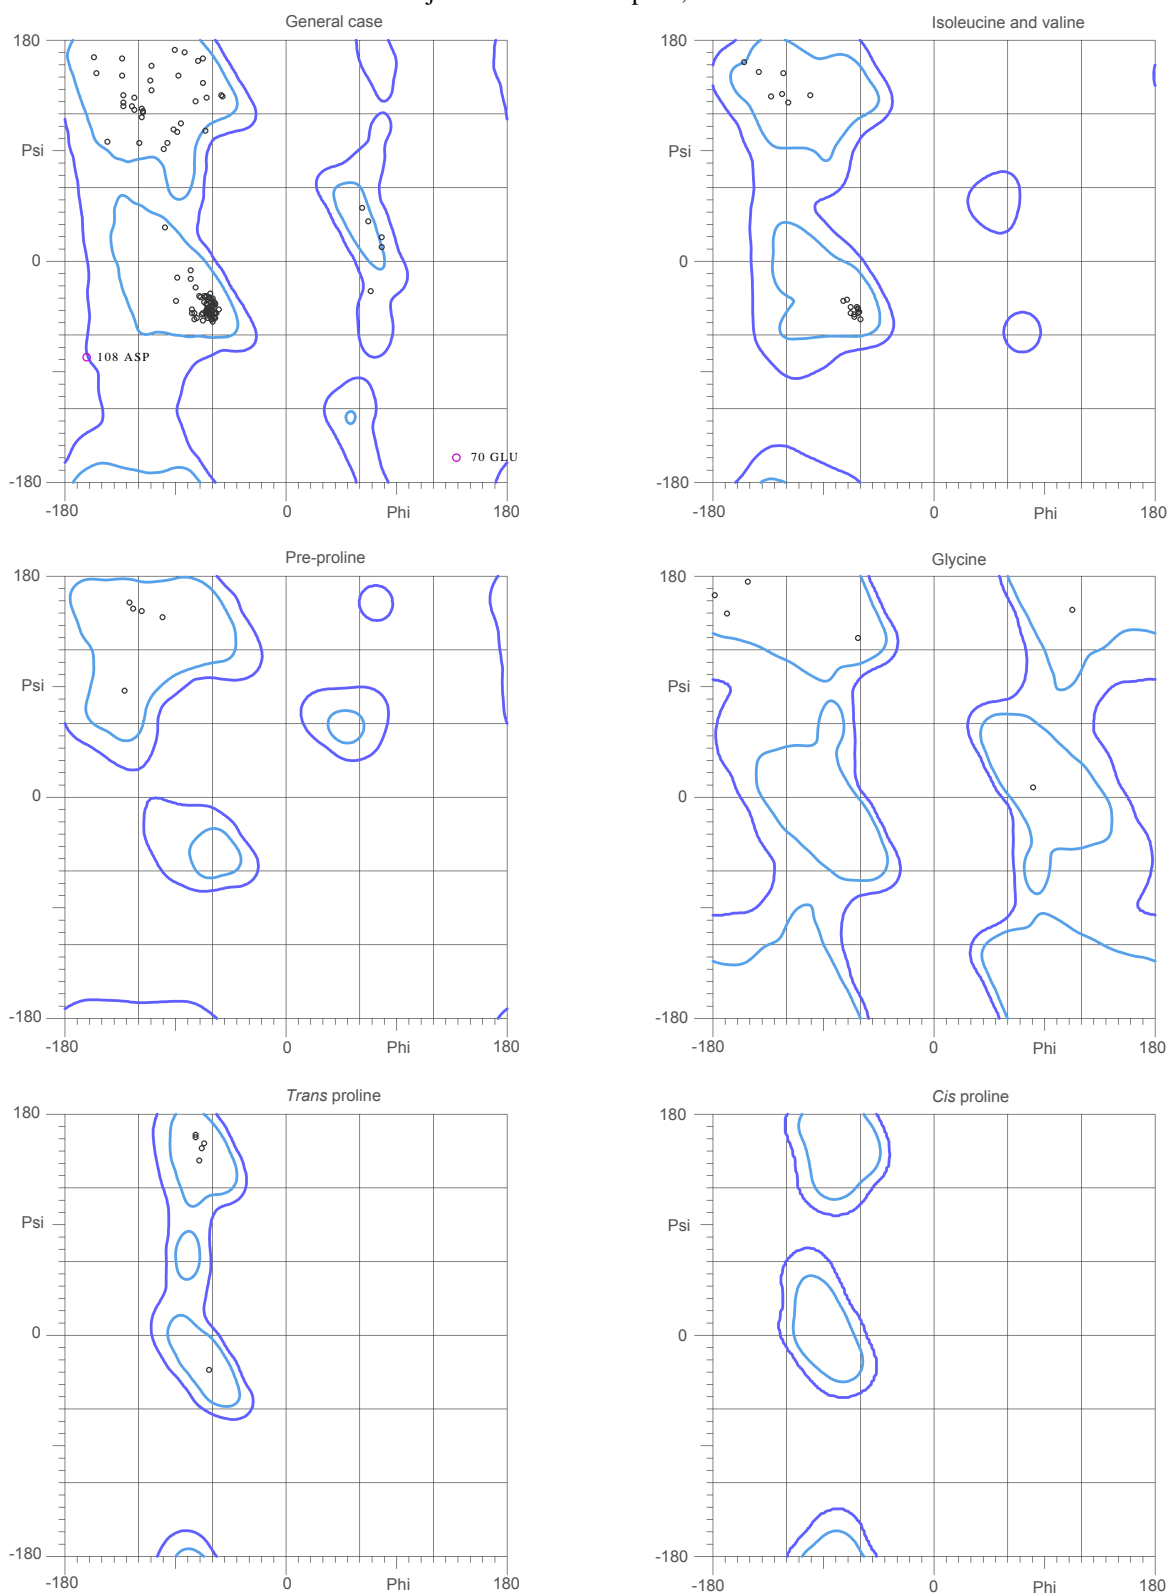 General case
Isoleucine and valine
180
180
Psi
Psi
0
0
108 ASP
70 GLU
-180
-180
-180
0
Phi
180
-180
0
Phi
180
Pre-proline
Glycine
180
180
Psi
Psi
0
0
-180
-180
-180
0
Phi
180
-180
0
Phi
180
Trans proline
Cis proline
180
180
Psi
Psi
0
0
-180
-180
-180
0
Phi
180
-180
0
Phi
180